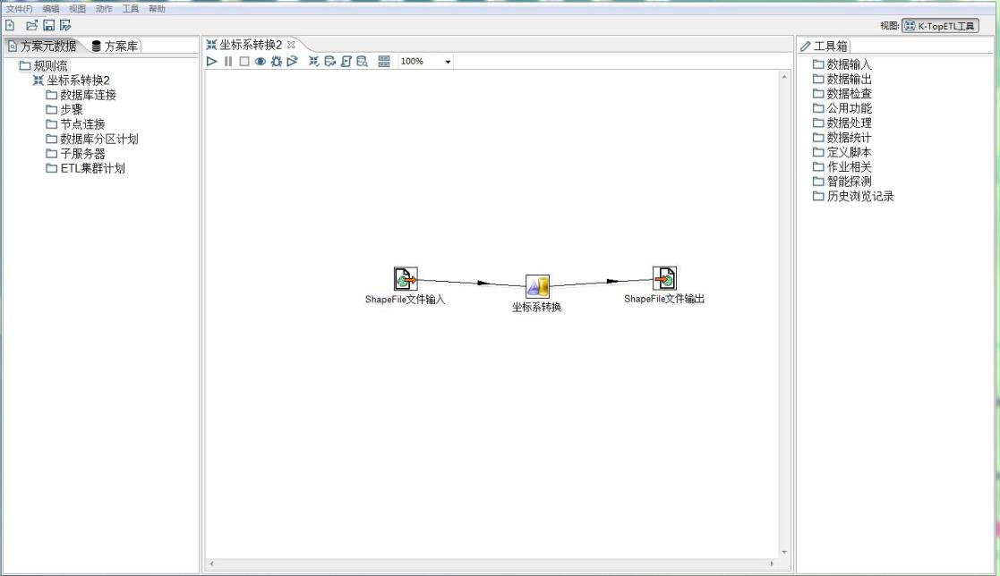 文件(F) 编辑 视图 动作 工具 帮助
视图: K-TopETL工具
方案元数据 方案库
规则流
坐标系转换2
数据库连接
步骤
节点连接
数据库分区计划
子服务器
ETL集群计划
坐标系转换2
100%
ShapeFile文件输入
坐标系转换
ShapeFile文件输出
工具箱
数据输入
数据输出
数据检查
公用功能
数据处理
数据统计
定义脚本
作业相关
智能探测
历史浏览记录